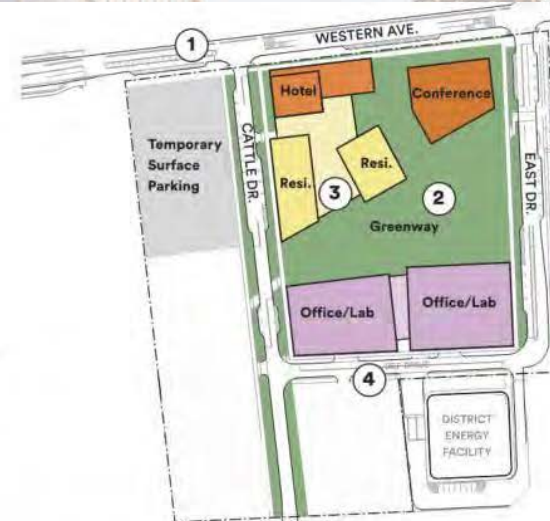 WESTERN AVE.
1
Hotel
Conference
CATTLE DR.
Temporary
Surface
Parking
EAST DR.
Resi.
Resi.
3
2
Greenway
Office/Lab
Office/Lab
4
DISTRICT
ENERGY
FACILITY